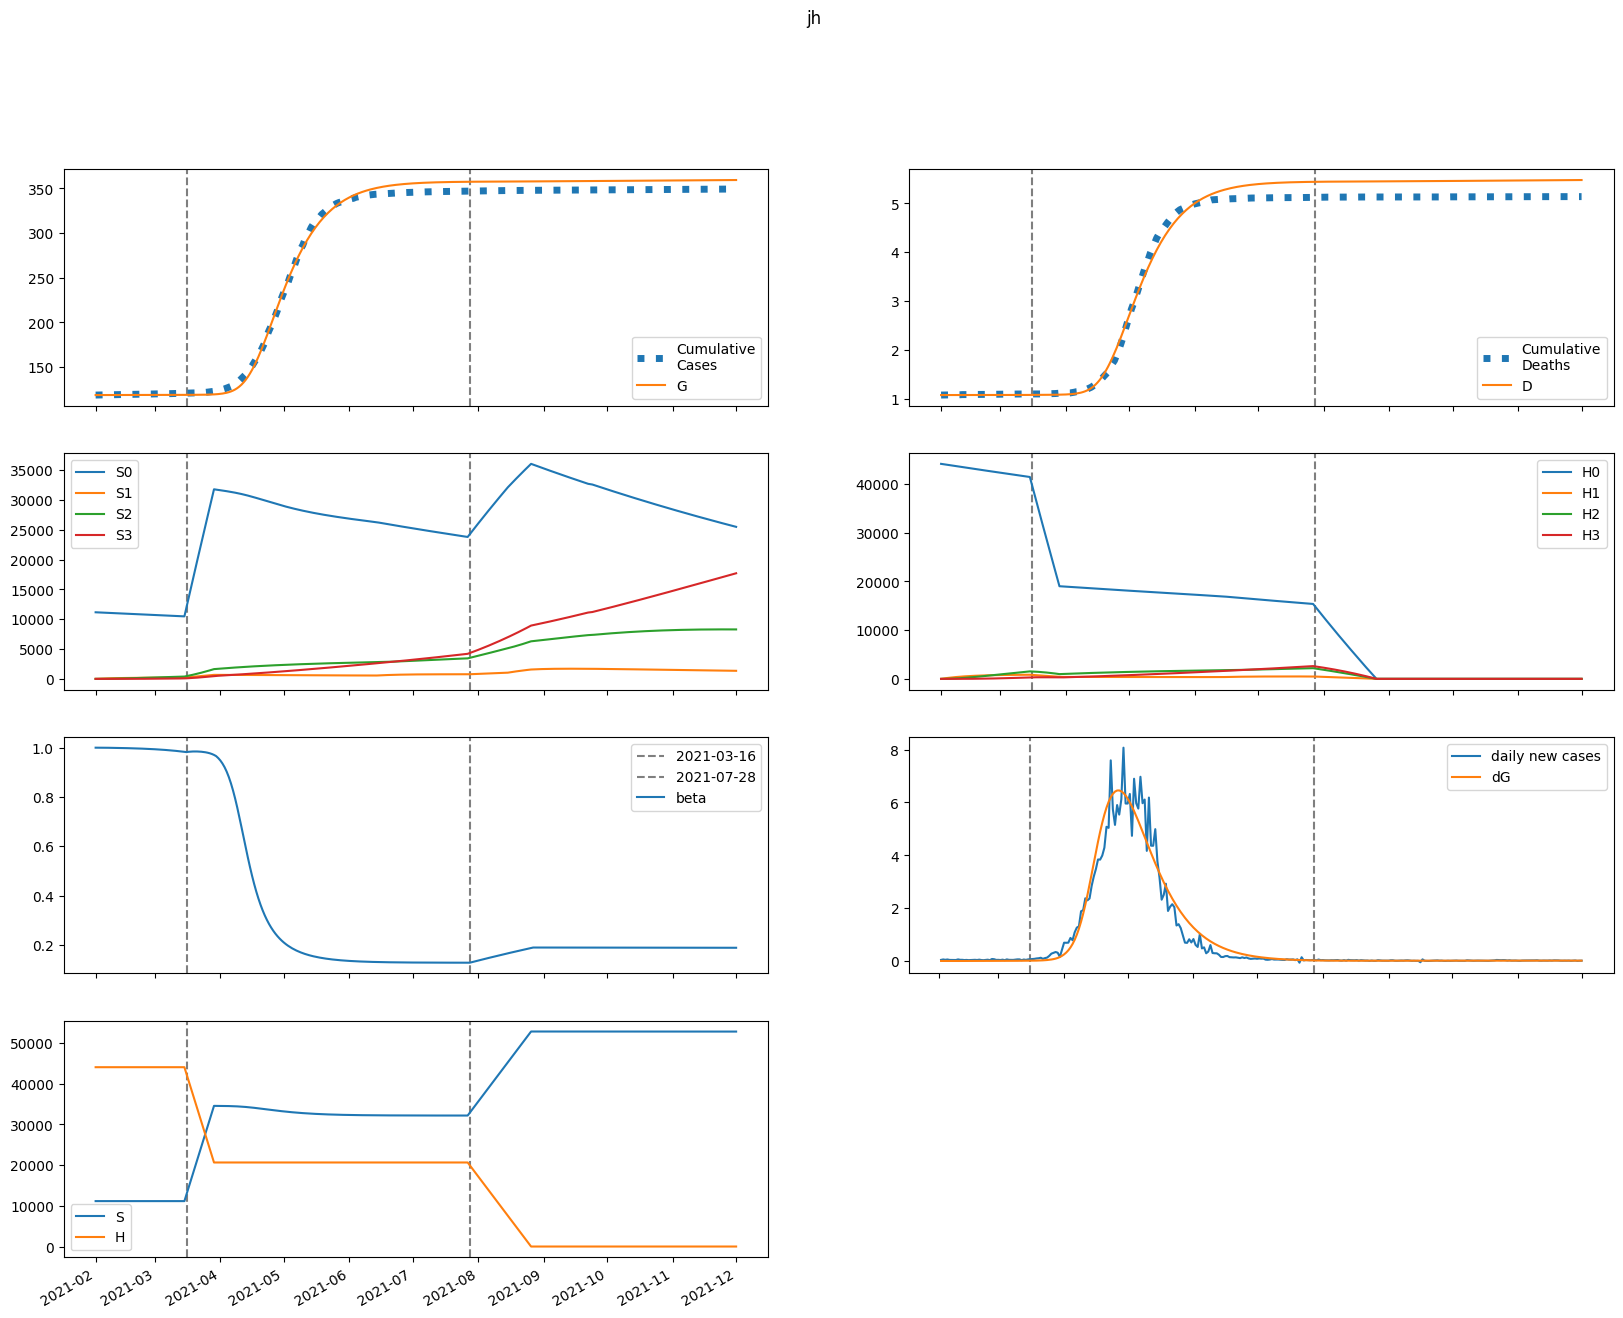 jh
350
300
250
200
150
Cumulative
Cases
G
5
4
3
2
1
Cumulative
Deaths
D
35000
30000
25000
20000
15000
10000
5000
0
S0
S1
S2
S3
40000
30000
20000
10000
0
H0
H1
H2
H3
1.0
0.8
0.6
0.4
0.2
2021-03-16
2021-07-28
beta
8
6
4
2
0
daily new cases
dG
50000
40000
30000
20000
10000
0
S
H
2021-02
2021-03
2021-04
2021-05
2021-06
2021-07
2021-08
2021-09
2021-10
2021-11
2021-12